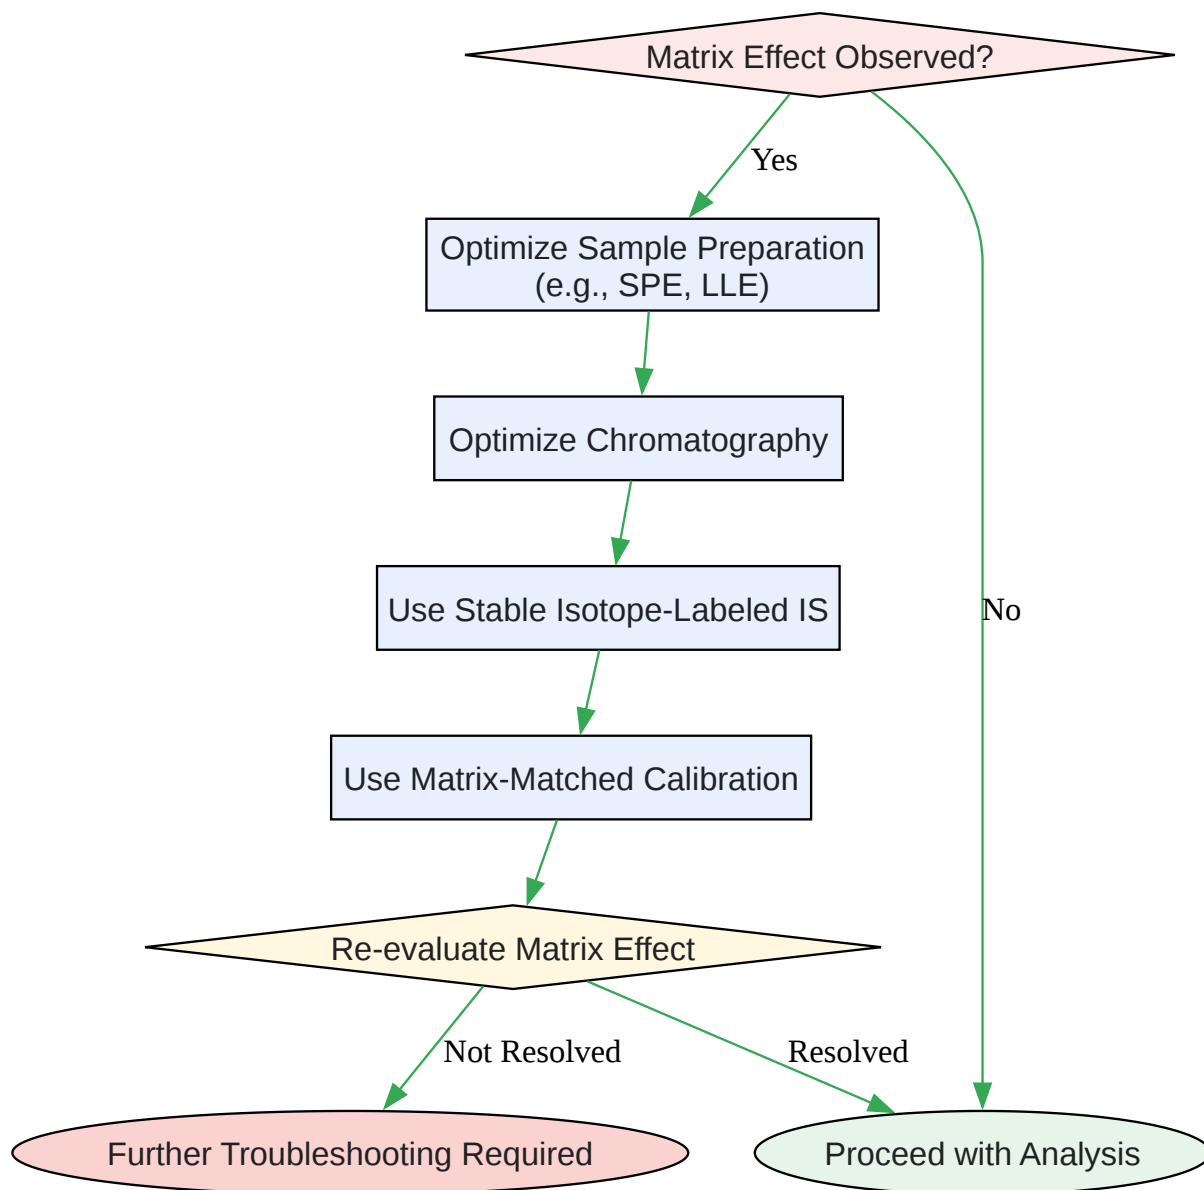 Matrix Effect Observed?
Yes
Optimize Sample Preparation
(e.g., SPE, LLE)
Optimize Chromatography
Use Stable Isotope-Labeled IS
No
Use Matrix-Matched Calibration
Re-evaluate Matrix Effect
Not Resolved
Resolved
Further Troubleshooting Required
Proceed with Analysis